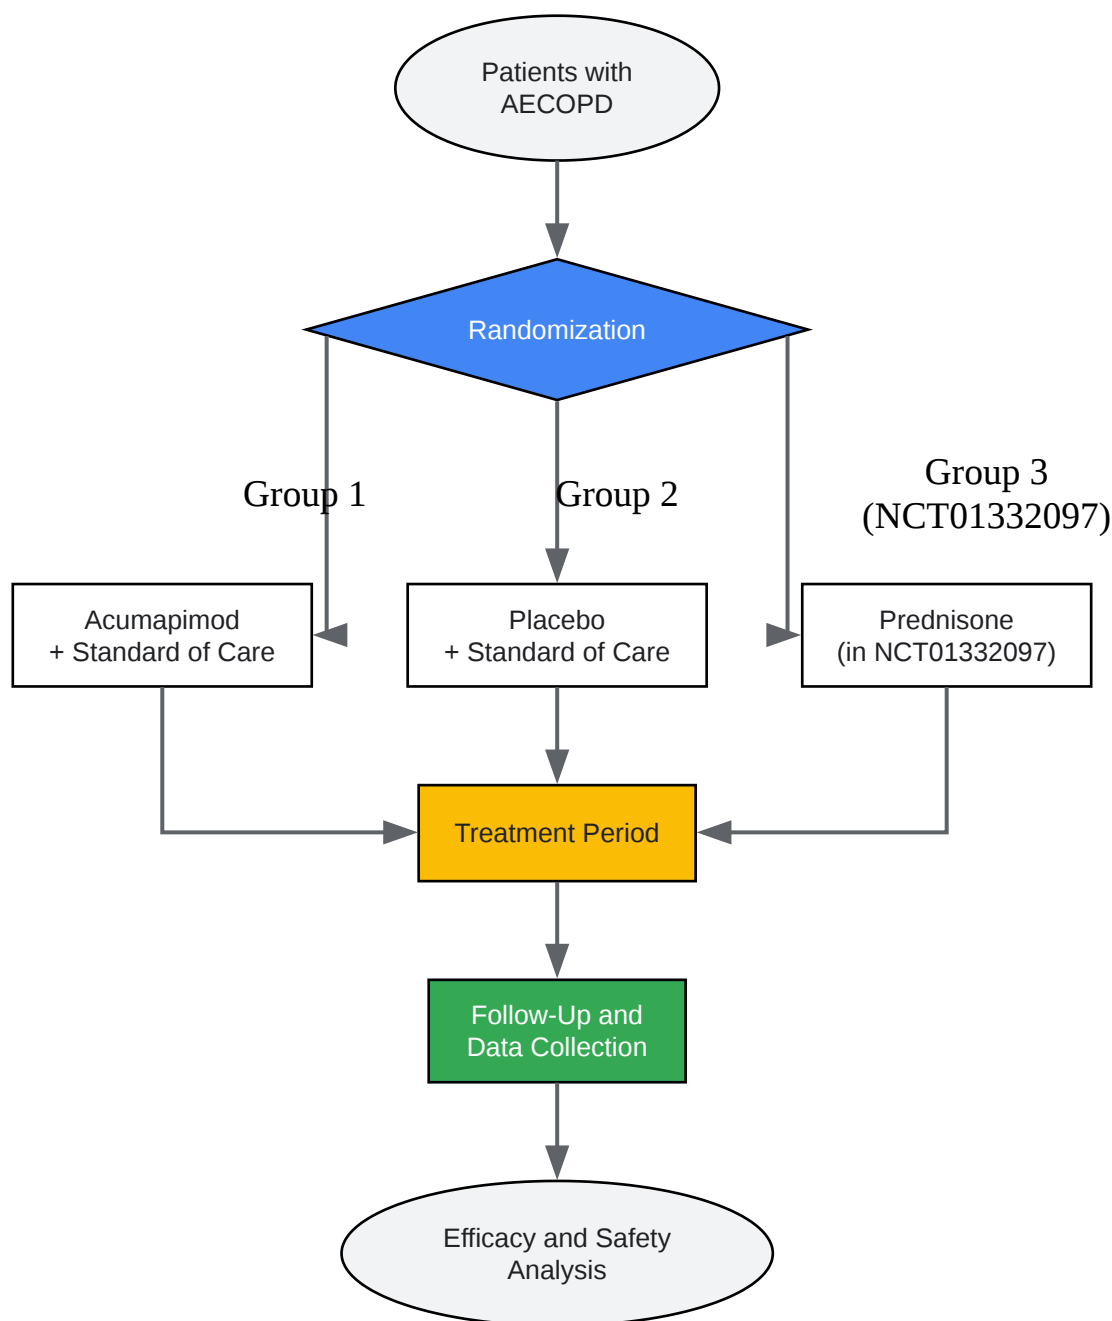 Patients with
AECOPD
Randomization
Group 1
Group 2
Group 3
(NCT01332097)
Acumapimod
+ Standard of Care
Placebo
+ Standard of Care
Prednisone
(in NCT01332097)
Treatment Period
Follow-Up and
Data Collection
Efficacy and Safety
Analysis